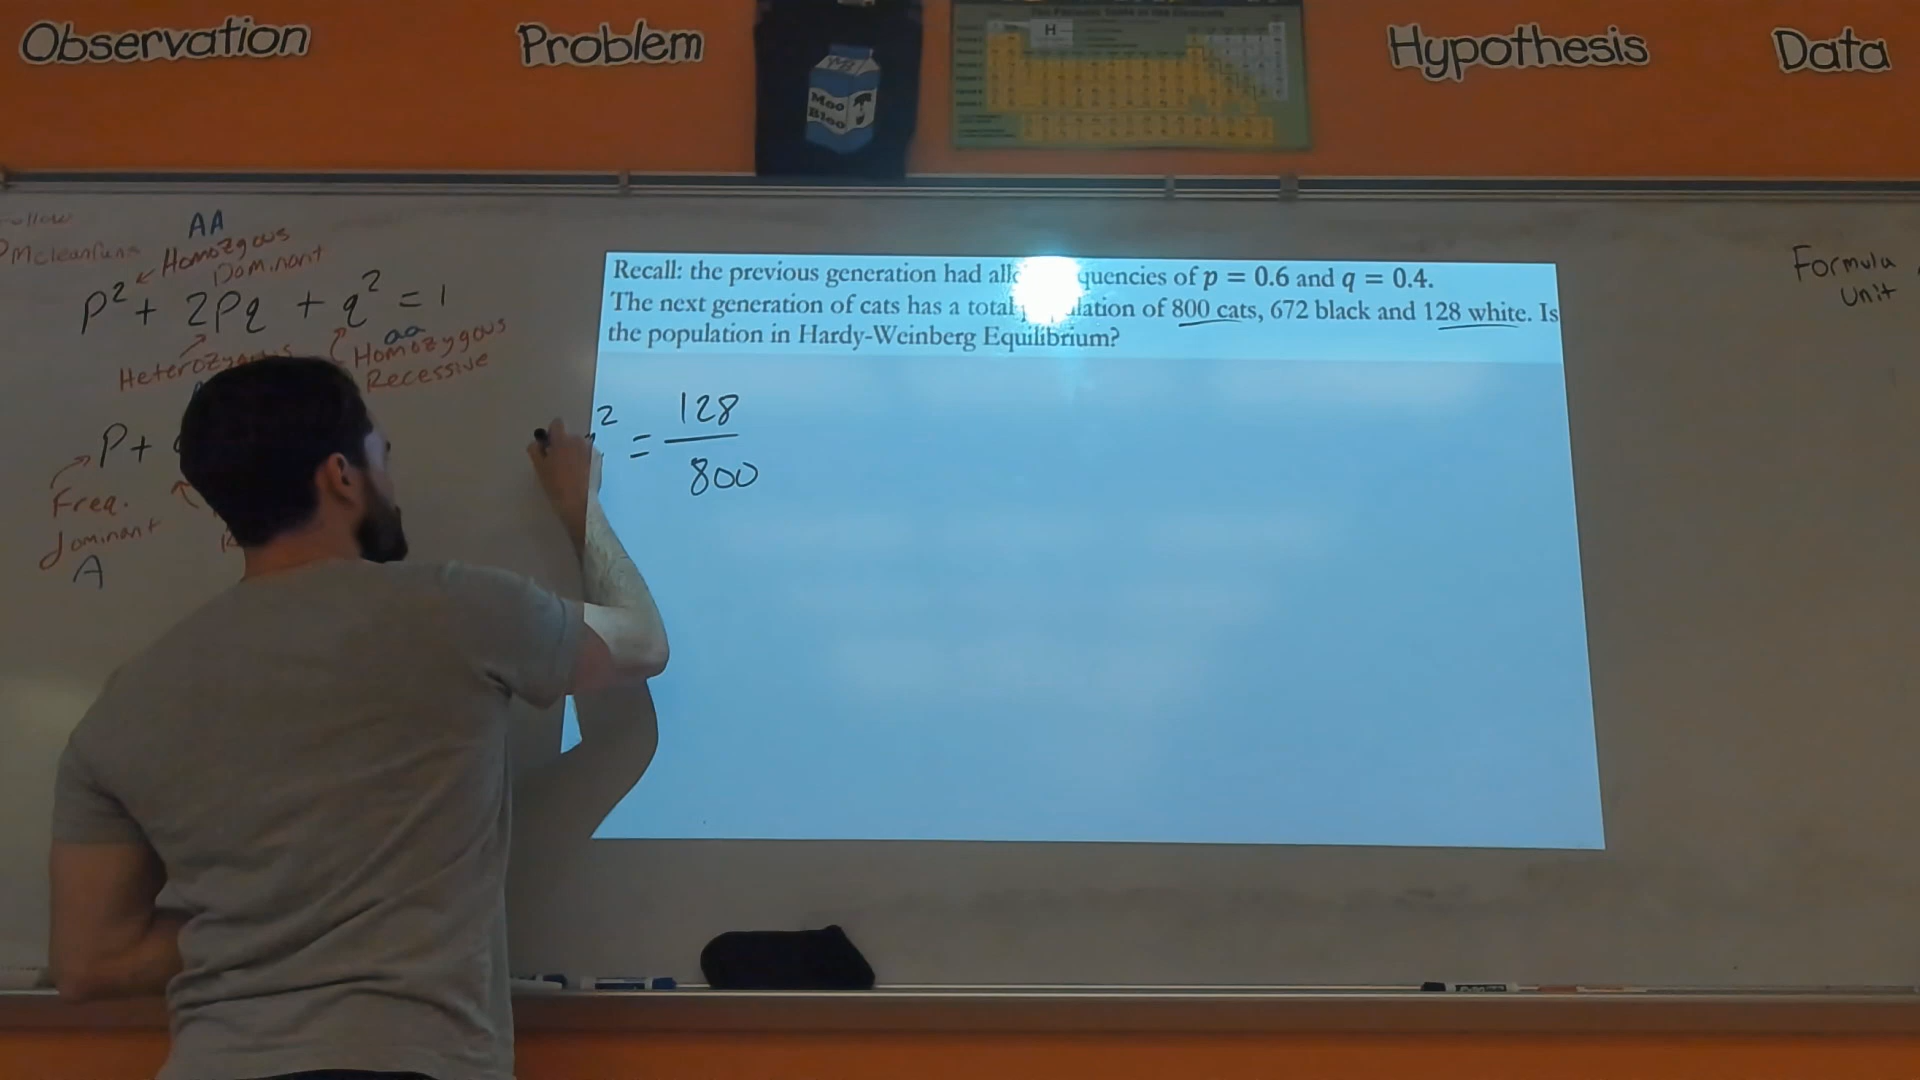 Observation Problem Hypothesis Data
Moo
Bloo
H
AA
Homozgous
Dominant
P² + 2Pq + q² = 1
aa
Homozygous
Recessive
P +
Freq.
dominant
A
Recall: the previous generation had quencies of p = 0.6 and q = 0.4.
The next generation of cats has a total lation of 800 cats, 672 black and 128 white. Is
the population in Hardy-Weinberg Equilibrium?
² = 128
800
Formula
Unit